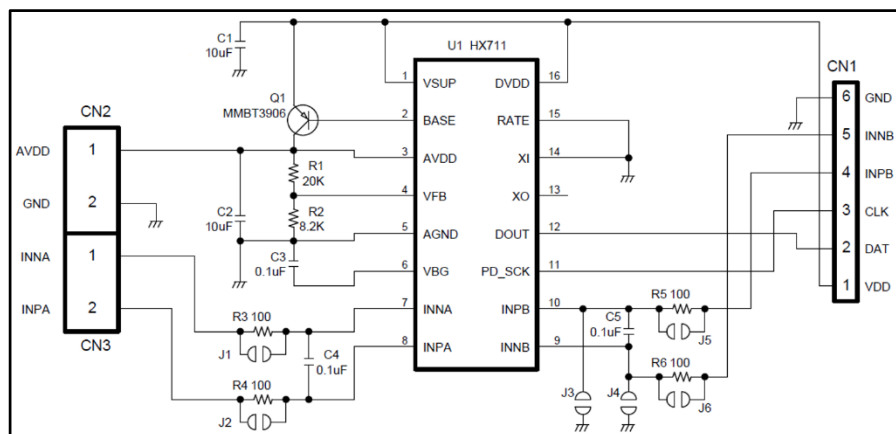 U1 HX711
C1
10uF
Q1
MMBT3906
CN2
AVDD 1
GND 2
INNA 1
INPA 2
CN3
R1
20K
R2
8.2K
C2
10uF
C3
0.1uF
R3 100
J1
C4
0.1uF
R4 100
J2
1 VSUP DVDD 16
2 BASE RATE 15
3 AVDD XI 14
4 VFB XO 13
5 AGND DOUT 12
6 VBG PD_SCK 11
7 INNA INPB 10
8 INPA INNB 9
C5
0.1uF
R5 100
J5
R6 100
J3
J4
J6
CN1
6 GND
5 INNB
4 INPB
3 CLK
2 DAT
1 VDD